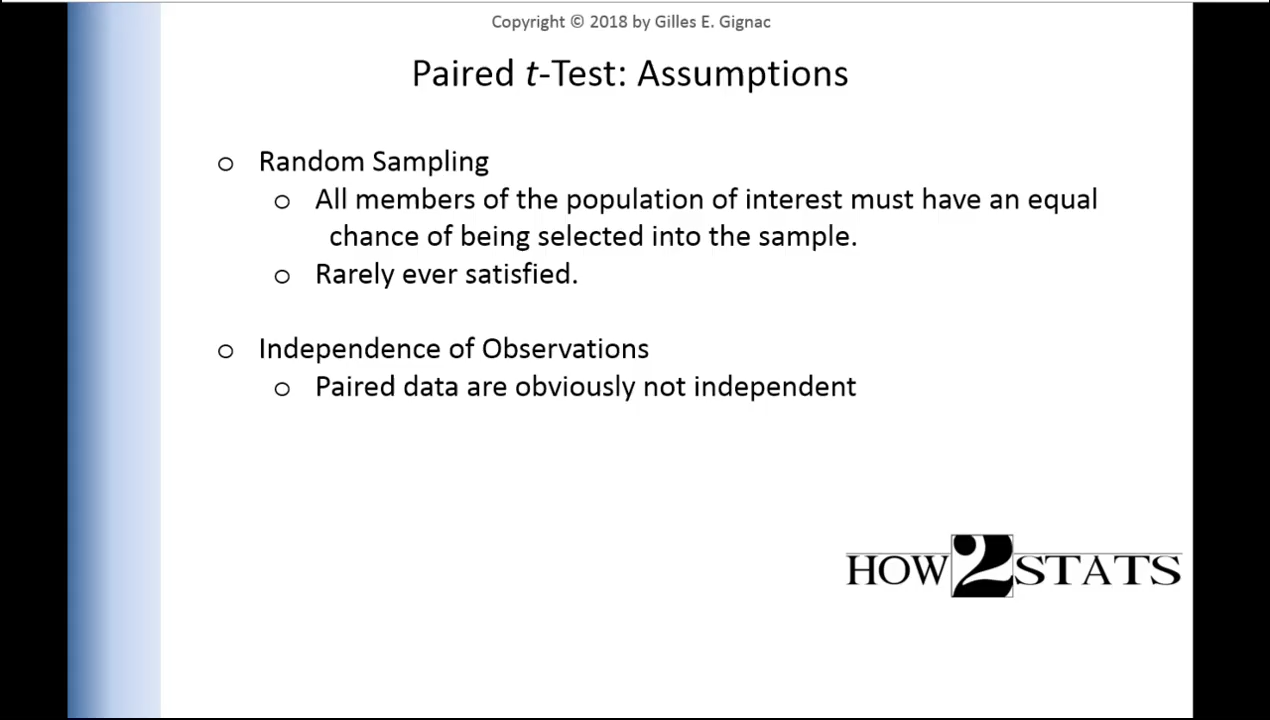 Copyright © 2018 by Gilles E. Gignac
Paired t-Test: Assumptions
o Random Sampling
o All members of the population of interest must have an equal
chance of being selected into the sample.
o Rarely ever satisfied.
o Independence of Observations
o Paired data are obviously not independent
HOW2STATS